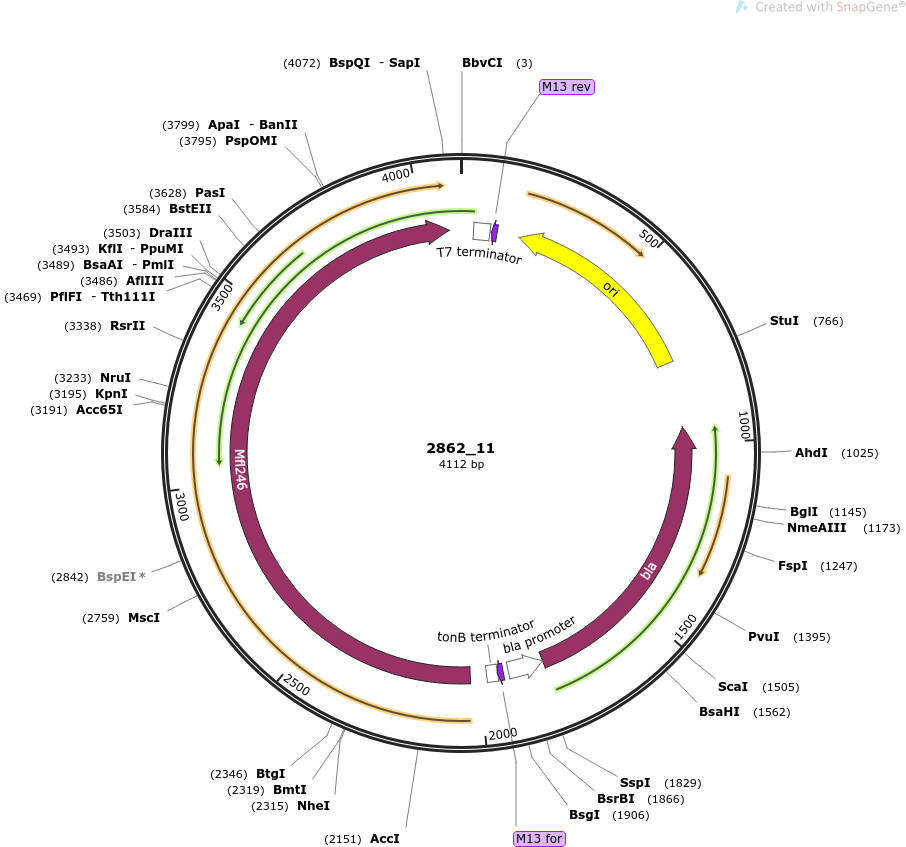 Created with SnapGene®
(4072) BspQI - SapI
BbvCI (3)
M13 rev
(3799) ApaI - BanII
(3795) PspOMI
4000
(3628) PasI
(3584) BstEII
(3503) DraIII
(3493) KflI - PpuMI
(3489) BsaAI - PmlI
(3486) AflIII
(3469) PflFI - Tth111I
(3338) RsrII
(3233) NruI
(3195) KpnI
(3191) Acc65I
3500
T7 terminator
500
ori
StuI (766)
1000
AhdI (1025)
BglI (1145)
NmeAIII (1173)
FspI (1247)
PvuI (1395)
1500
ScaI (1505)
BsaHI (1562)
2862_11
4112 bp
Mfl246
3000
(2842) BspEI *
(2759) MscI
bla
tonB terminator
bla promoter
2500
2000
(2346) BtgI
(2319) BmtI
(2315) NheI
(2151) AccI
SspI (1829)
BsrBI (1866)
BsgI (1906)
M13 for